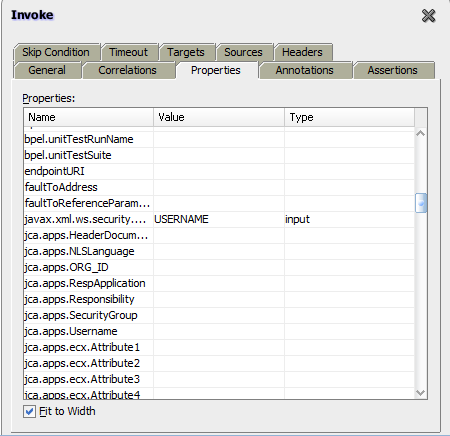 Invoke
Skip Condition Timeout Targets Sources Headers
General Correlations Properties Annotations Assertions
Properties:
Name Value Type
bpel.unitTestRunName
bpel.unitTestSuite
endpointURI
faultToAddress
faultToReferenceParam...
javax.xml.ws.security.... USERNAME input
jca.apps.HeaderDocum...
jca.apps.NLSLanguage
jca.apps.ORG_ID
jca.apps.RespApplication
jca.apps.Responsibility
jca.apps.SecurityGroup
jca.apps.Username
jca.apps.ecx.Attribute1
jca.apps.ecx.Attribute2
jca.apps.ecx.Attribute3
jca.apps.ecx.Attribute4
Fit to Width